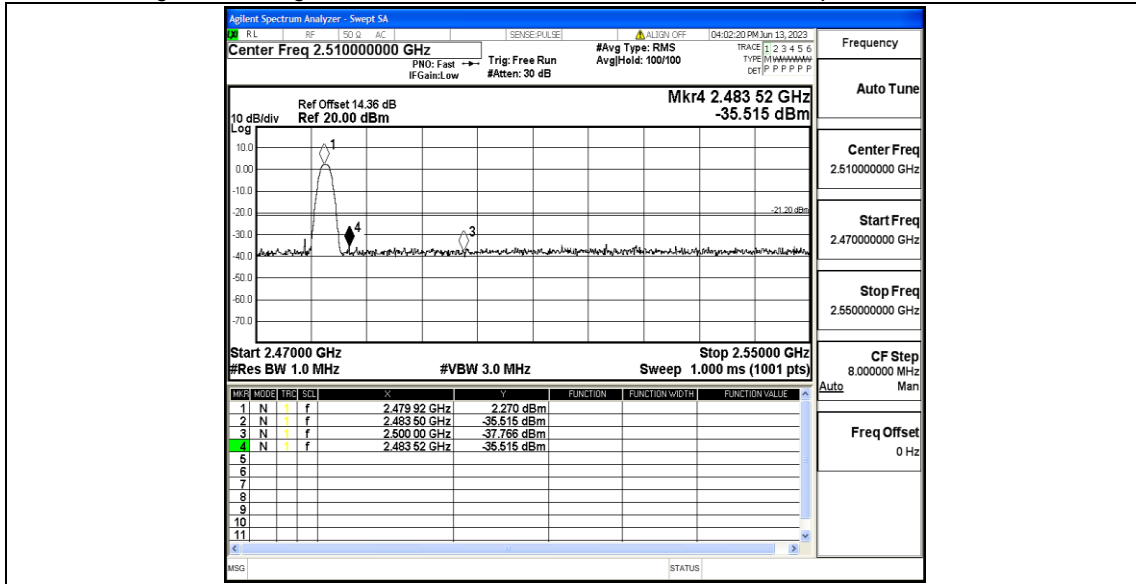 Agilent Spectrum Analyzer - Swept SA
RL RF 50 Ω AC SENSE:PULSE ALIGN OFF 04:02:20 PM Jun 13, 2023
Center Freq 2.510000000 GHz
PNO: Fast
IFGain:Low
Trig: Free Run
#Atten: 30 dB
#Avg Type: RMS
Avg|Hold: 100/100
TRACE 1 2 3 4 5 6
TYPE MWWWWW
DET P P P P P P
Frequency
Auto Tune
Mkr4 2.483 52 GHz
-35.515 dBm
Ref Offset 14.36 dB
10 dB/div Ref 20.00 dBm
Log
10.0
0.00
-10.0
-20.0
-30.0
-40.0
-50.0
-60.0
-70.0
1
4
3
-21.20 dBm
Center Freq
2.510000000 GHz
Start Freq
2.470000000 GHz
Stop Freq
2.550000000 GHz
Start 2.47000 GHz Stop 2.55000 GHz
#Res BW 1.0 MHz #VBW 3.0 MHz Sweep 1.000 ms (1001 pts)
CF Step
8.000000 MHz
Auto Man
Freq Offset
0 Hz
MKR MODE TRC SCL X Y FUNCTION FUNCTION WIDTH FUNCTION VALUE
1 N 1 f 2.479 92 GHz 2.270 dBm
2 N 1 f 2.483 50 GHz -35.515 dBm
3 N 1 f 2.500 00 GHz -37.766 dBm
4 N 1 f 2.483 52 GHz -35.515 dBm
5
6
7
8
9
10
11
MSG STATUS